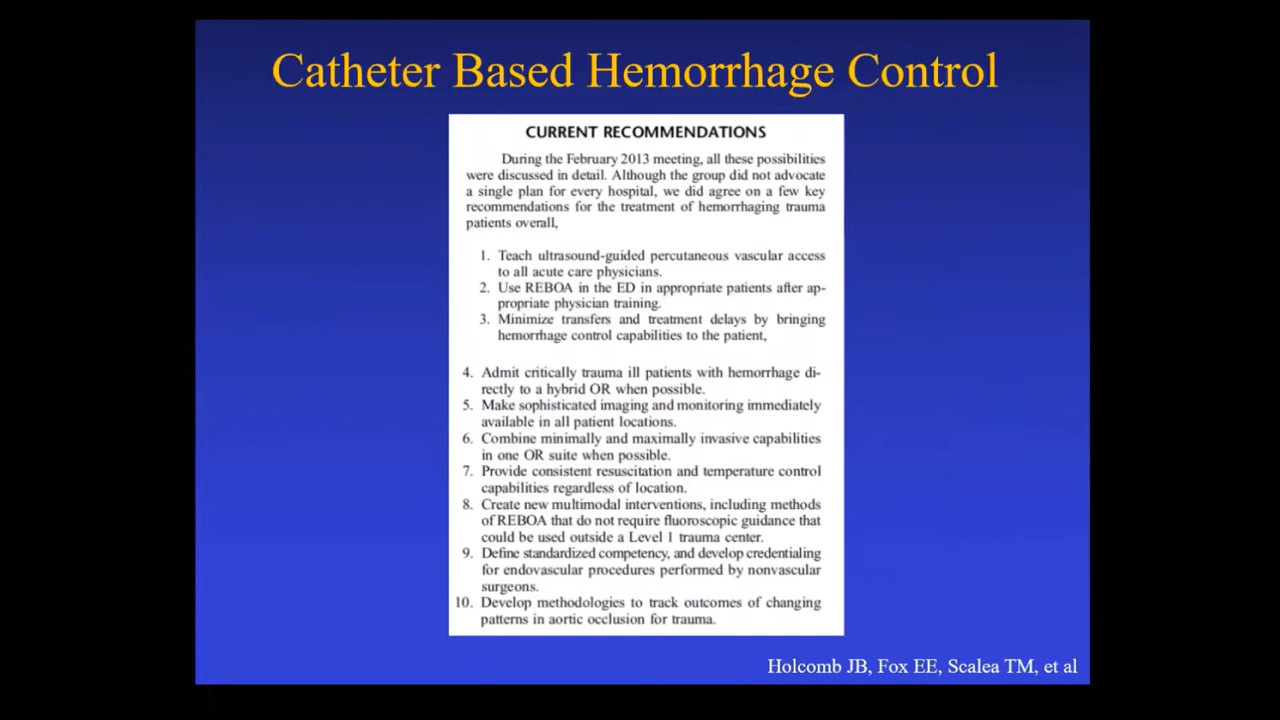 Catheter Based Hemorrhage Control
CURRENT RECOMMENDATIONS
During the February 2013 meeting, all these possibilities
were discussed in detail. Although the group did not advocate
a single plan for every hospital, we did agree on a few key
recommendations for the treatment of hemorrhaging trauma
patients overall,
1. Teach ultrasound-guided percutaneous vascular access
to all acute care physicians.
2. Use REBOA in the ED in appropriate patients after ap-
propriate physician training.
3. Minimize transfers and treatment delays by bringing
hemorrhage control capabilities to the patient,
4. Admit critically trauma ill patients with hemorrhage di-
rectly to a hybrid OR when possible.
5. Make sophisticated imaging and monitoring immediately
available in all patient locations.
6. Combine minimally and maximally invasive capabilities
in one OR suite when possible.
7. Provide consistent resuscitation and temperature control
capabilities regardless of location.
8. Create new multimodal interventions, including methods
of REBOA that do not require fluoroscopic guidance that
could be used outside a Level I trauma center.
9. Define standardized competency, and develop credentialing
for endovascular procedures performed by nonvascular
surgeons.
10. Develop methodologies to track outcomes of changing
patterns in aortic occlusion for trauma.
Holcomb JB, Fox EE, Scalea TM, et al